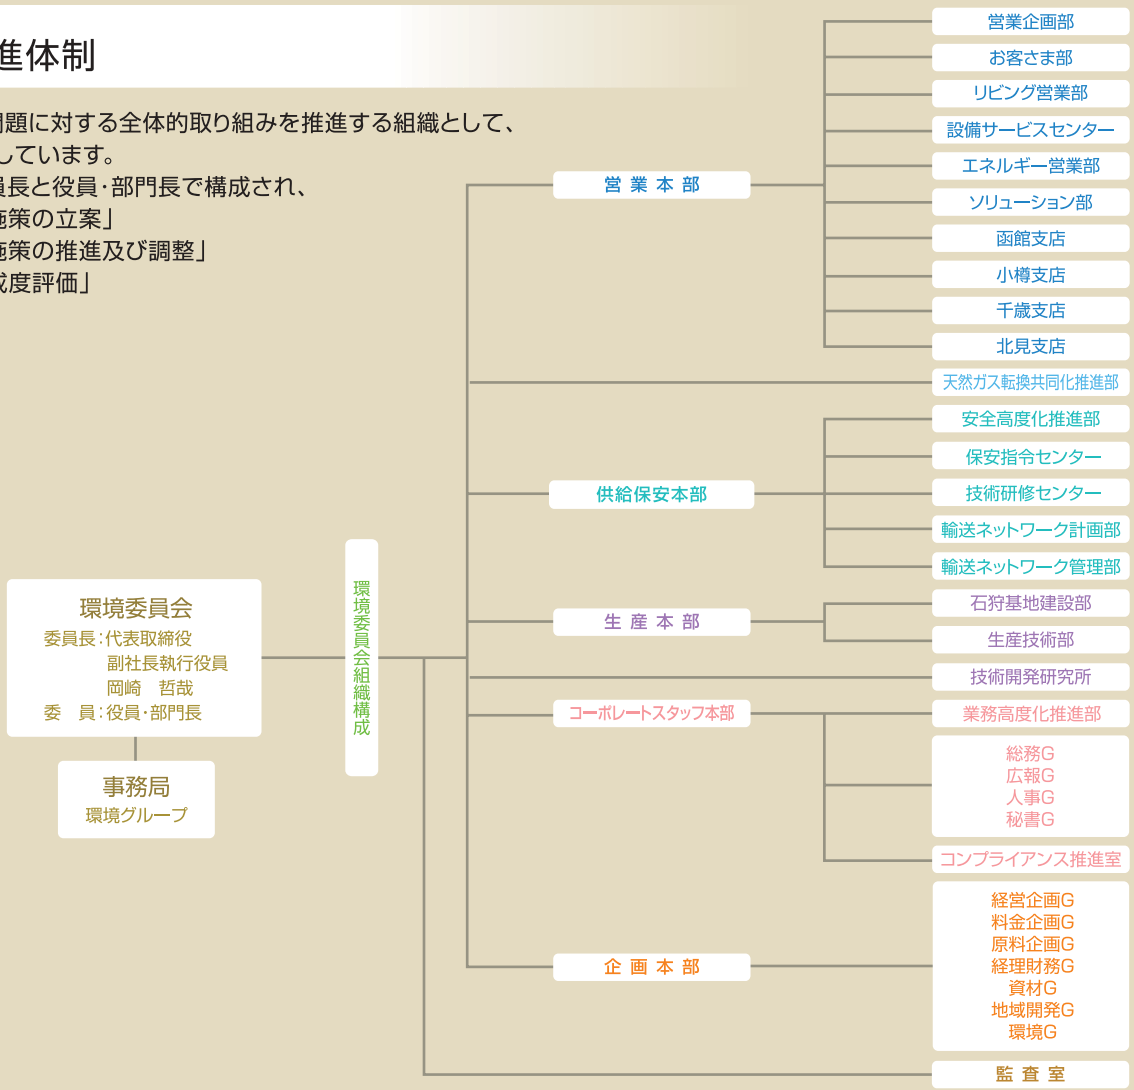 進体制
問題に対する全体的取り組みを推進する組織として、
しています。
員長と役員・部門長で構成され、
施策の立案」
施策の推進及び調整」
成度評価」
環境委員会
委員長：代表取締役
副社長執行役員
岡崎　哲哉
委　員：役員・部門長
事務局
環境グループ
環境委員会組織構成
営業本部
営業企画部
お客さま部
リビング営業部
設備サービスセンター
エネルギー営業部
ソリューション部
函館支店
小樽支店
千歳支店
北見支店
天然ガス転換共同化推進部
供給保安本部
安全高度化推進部
保安指令センター
技術研修センター
輸送ネットワーク計画部
輸送ネットワーク管理部
生産本部
石狩基地建設部
生産技術部
技術開発研究所
コーポレートスタッフ本部
業務高度化推進部
総務G
広報G
人事G
秘書G
コンプライアンス推進室
企画本部
経営企画G
料金企画G
原料企画G
経理財務G
資材G
地域開発G
環境G
監査室